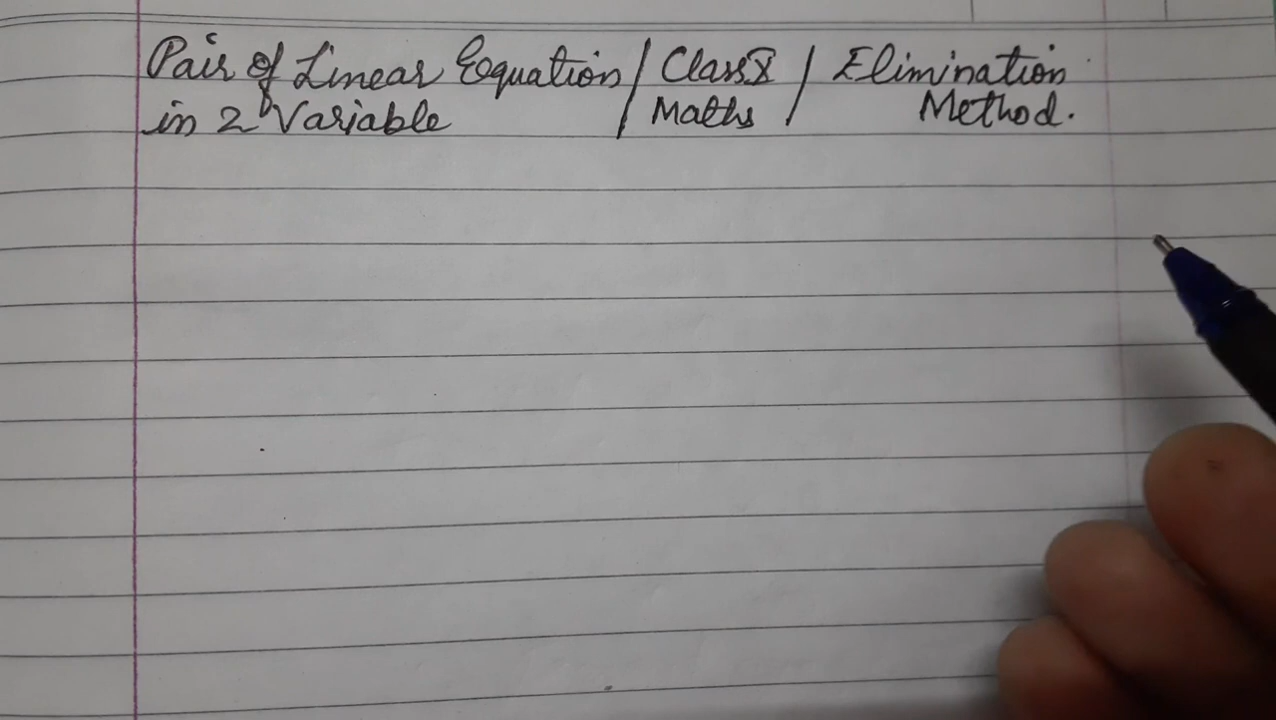 Pair of Linear Equation / Class X / Elimination
in 2 Variable / Maths / Method.